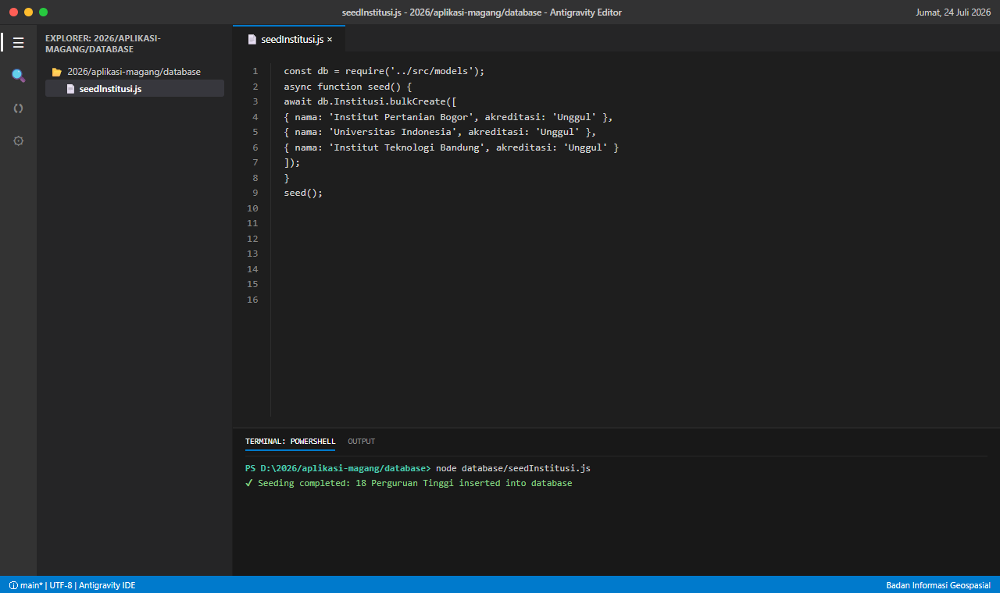 seedInstitusi.js - 2026/aplikasi-magang/database - Antigravity Editor
Jumat, 24 Juli 2026
EXPLORER: 2026/APLIKASI-
MAGANG/DATABASE
2026/aplikasi-magang/database
seedInstitusi.js
seedInstitusi.js ×
1 const db = require('../src/models');
2 async function seed() {
3 await db.Institusi.bulkCreate([
4 { nama: 'Institut Pertanian Bogor', akreditasi: 'Unggul' },
5 { nama: 'Universitas Indonesia', akreditasi: 'Unggul' },
6 { nama: 'Institut Teknologi Bandung', akreditasi: 'Unggul' }
7 ]);
8 }
9 seed();
10
11
12
13
14
15
16
TERMINAL: POWERSHELL OUTPUT
PS D:\2026/aplikasi-magang/database> node database/seedInstitusi.js
✓ Seeding completed: 18 Perguruan Tinggi inserted into database
main* | UTF-8 | Antigravity IDE
Badan Informasi Geospasial